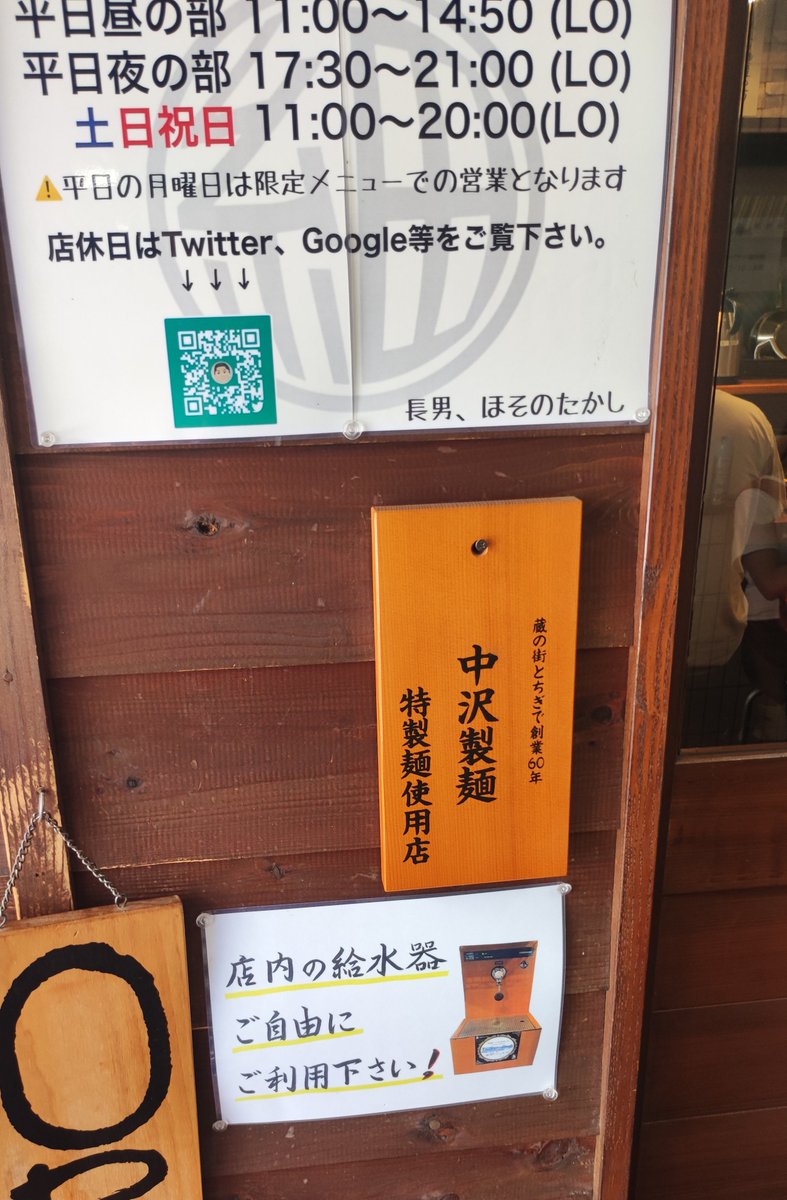 平日昼の部 11:00〜14:50 (LO)
平日夜の部 17:30〜21:00 (LO)
土日祝日 11:00〜20:00(LO)
⚠平日の月曜日は限定メニューでの営業となります
店休日はTwitter、Google等をご覧下さい。
↓↓↓
長男、ほそのたかし
蔵の街とちぎで創業60年
中沢製麺
特製麺使用店
店内の給水器
ご自由に
ご利用下さい!